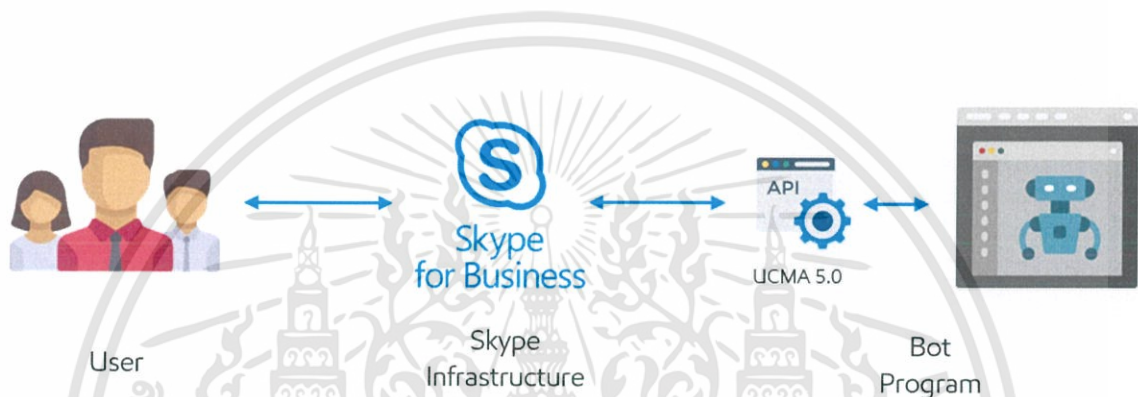 S
Skype
for Business
API
UCMA 5.0
User
Skype
Infrastructure
Bot
Program